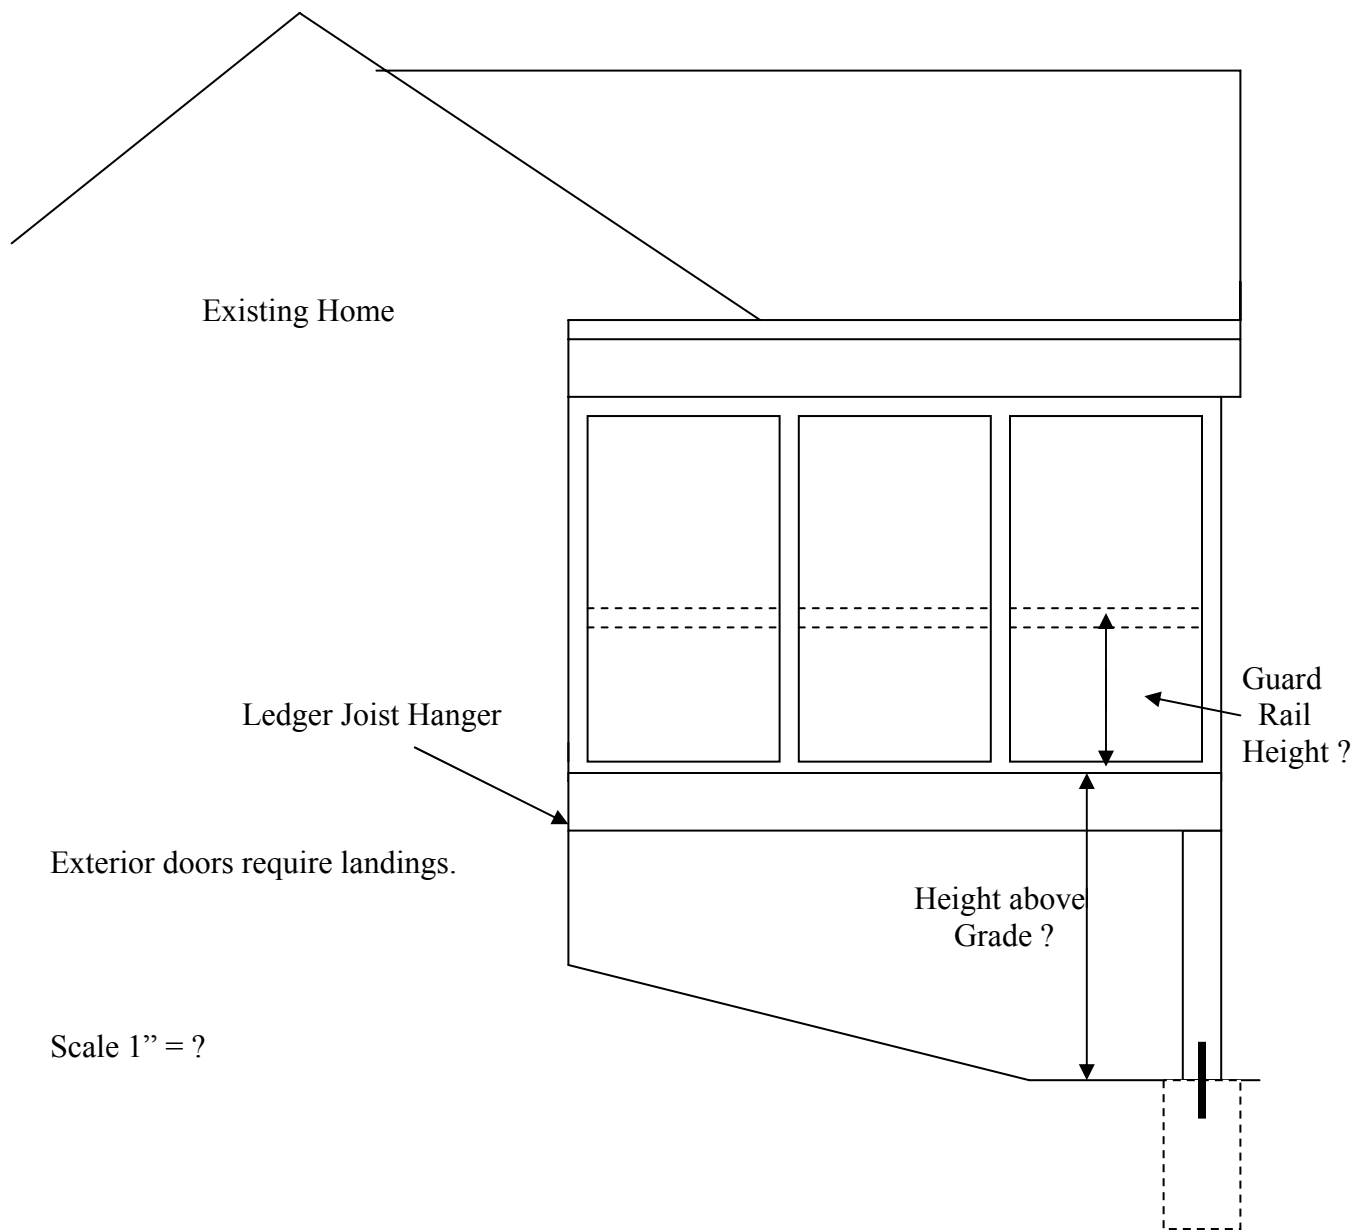 Existing Home
Ledger Joist Hanger
Guard
Rail
Height ?
Exterior doors require landings.
Height above
Grade ?
Scale 1” = ?